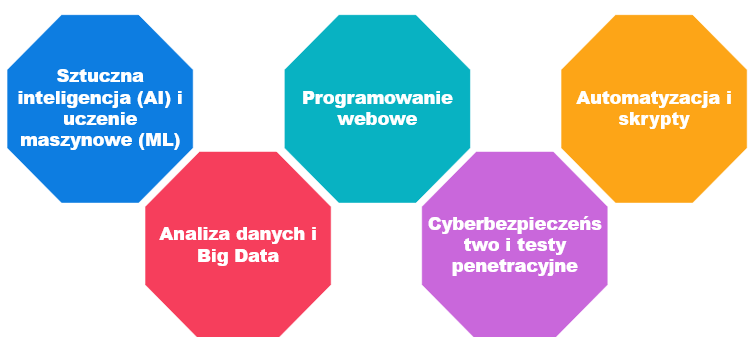 Sztuczna
inteligencja (AI) i
uczenie
maszynowe (ML)
Analiza danych i
Big Data
Programowanie
webowe
Cyberbezpieczeńs
two i testy
penetracyjne
Automatyzacja i
skrypty